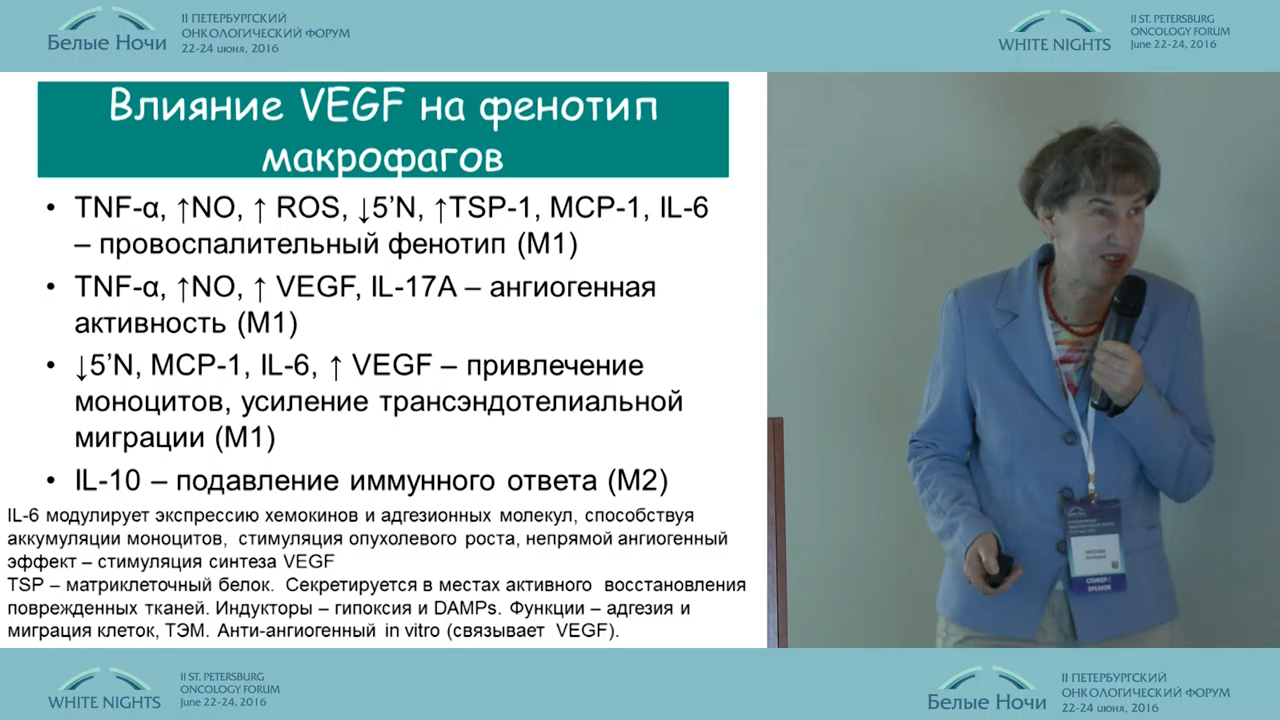 Белые Ночи
II ПЕТЕРБУРГСКИЙ
ОНКОЛОГИЧЕСКИЙ ФОРУМ
22-24 июня, 2016
WHITE NIGHTS
II ST. PETERSBURG
ONCOLOGY FORUM
June 22-24, 2016
Влияние VEGF на фенотип
макрофагов
• TNF-α, ↑NO, ↑ ROS, ↓5’N, ↑TSP-1, MCP-1, IL-6
– провоспалительный фенотип (М1)
• TNF-α, ↑NO, ↑ VEGF, IL-17A – ангиогенная
активность (М1)
• ↓5’N, MCP-1, IL-6, ↑ VEGF – привлечение
моноцитов, усиление трансэндотелиальной
миграции (М1)
• IL-10 – подавление иммунного ответа (М2)
IL-6 модулирует экспрессию хемокинов и адгезионных молекул, способствуя
аккумуляции моноцитов, стимуляция опухолевого роста, непрямой ангиогенный
эффект – стимуляция синтеза VEGF
TSP – матриклеточный белок. Секретируется в местах активного восстановления
поврежденных тканей. Индукторы – гипоксия и DAMPs. Функции – адгезия и
миграция клеток, ТЭМ. Анти-ангиогенный in vitro (связывает VEGF).
СПИКЕР /
SPEAKER
WHITE NIGHTS
II ST. PETERSBURG
ONCOLOGY FORUM
June 22-24, 2016
Белые Ночи
II ПЕТЕРБУРГСКИЙ
ОНКОЛОГИЧЕСКИЙ ФОРУМ
22-24 июня, 2016